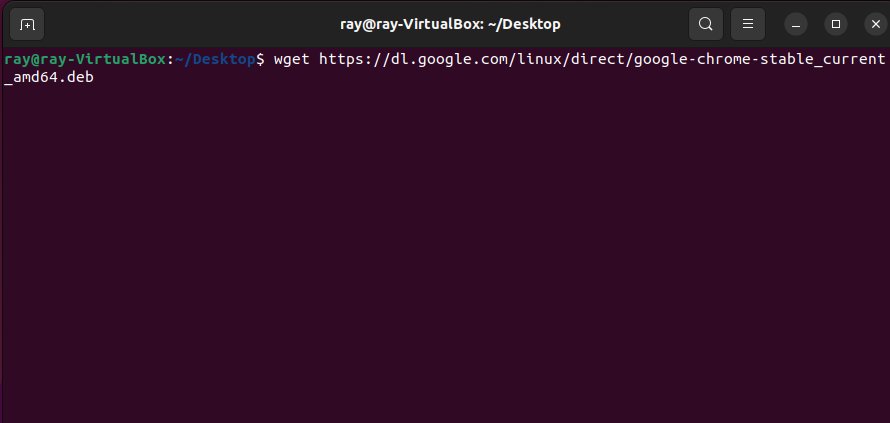 ray@ray-VirtualBox: ~/Desktop
ray@ray-VirtualBox:~/Desktop$ wget https://dl.google.com/linux/direct/google-chrome-stable_current
_amd64.deb